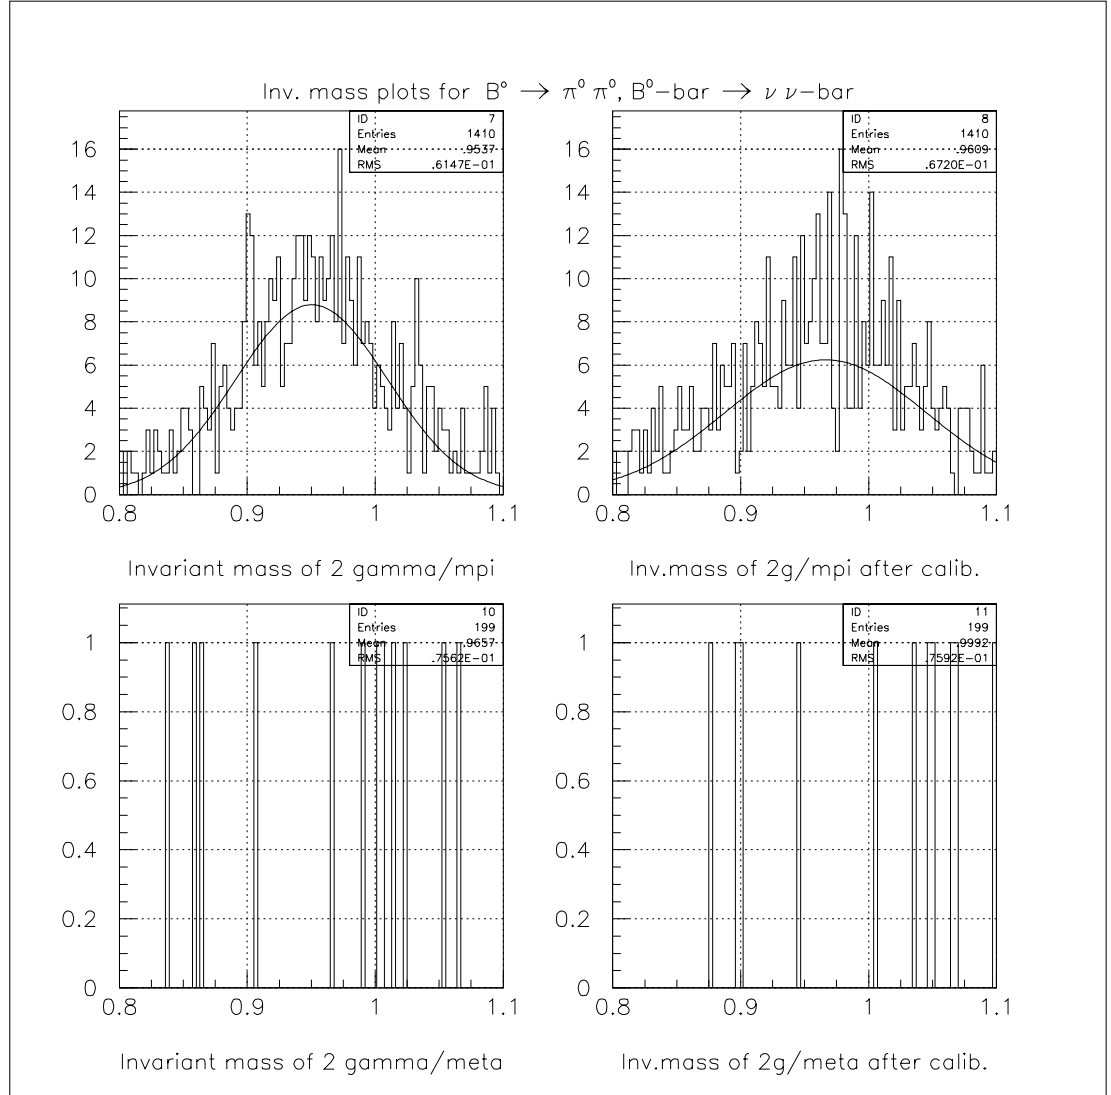 Inv. mass plots for B⁰ → π⁰ π⁰, B⁰-bar → ν ν-bar
ID 7
Entries 1410
Mean .9537
RMS .6147E-01
16
14
12
10
8
6
4
2
0
0.8 0.9 1 1.1
Invariant mass of 2 gamma/mpi
ID 8
Entries 1410
Mean .9609
RMS .6720E-01
16
14
12
10
8
6
4
2
0
0.8 0.9 1 1.1
Inv.mass of 2g/mpi after calib.
ID 10
Entries 199
Mean .9657
RMS .7562E-01
1
0.8
0.6
0.4
0.2
0
0.8 0.9 1 1.1
Invariant mass of 2 gamma/meta
ID 11
Entries 199
Mean .9992
RMS .7592E-01
1
0.8
0.6
0.4
0.2
0
0.8 0.9 1 1.1
Inv.mass of 2g/meta after calib.